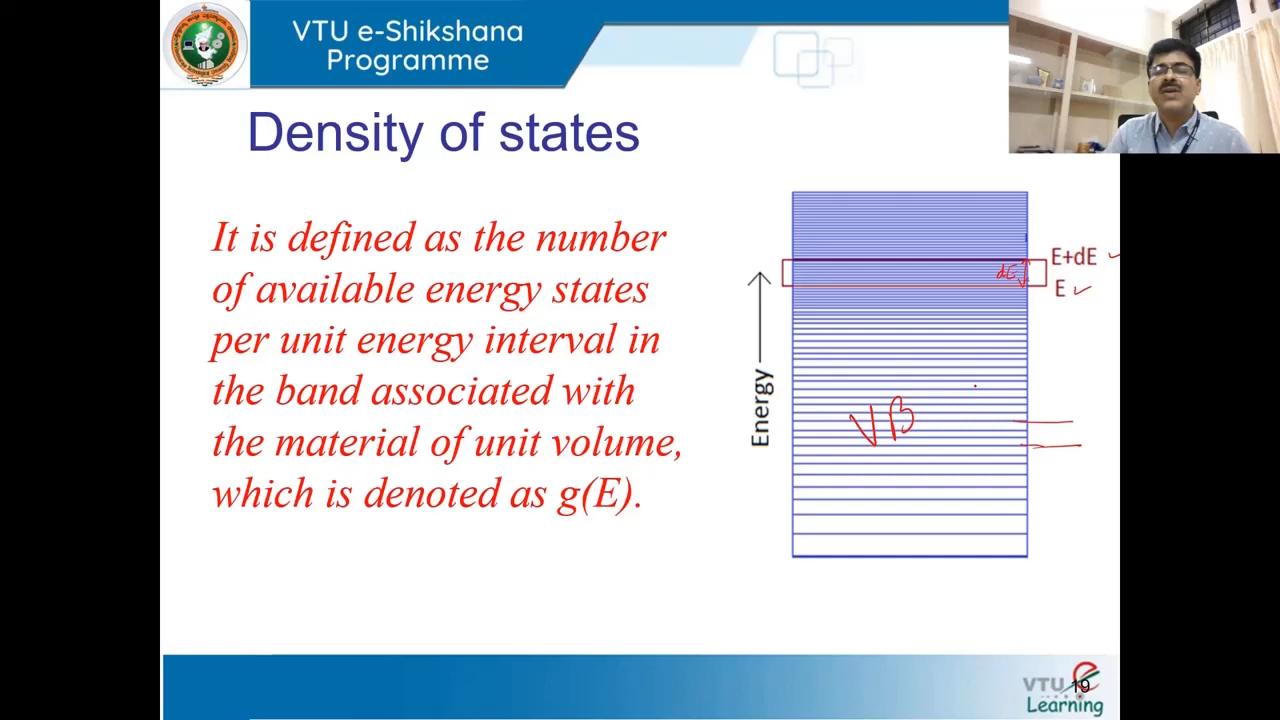 VTU e-Shikshana
Programme
Density of states
It is defined as the number
of available energy states
per unit energy interval in
the band associated with
the material of unit volume,
which is denoted as g(E).
E+dE
dE
E
Energy
VB
VTU e
Learning
19